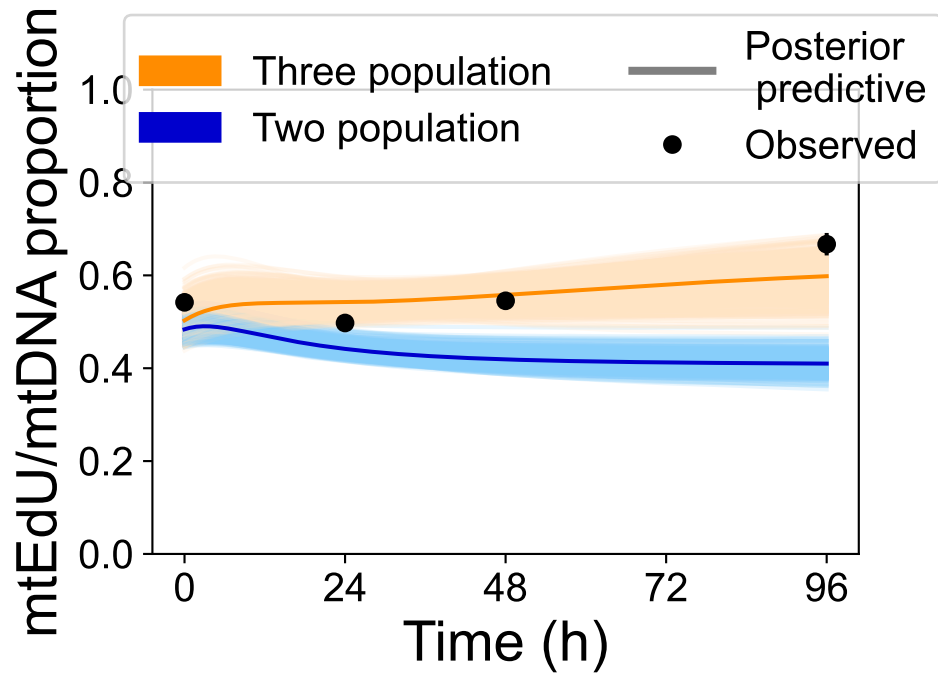 mtEdU/mtDNA proportion
Three population
Two population
Posterior
predictive
Observed
1.0
0.8
0.6
0.4
0.2
0.0
0 24 48 72 96
Time (h)